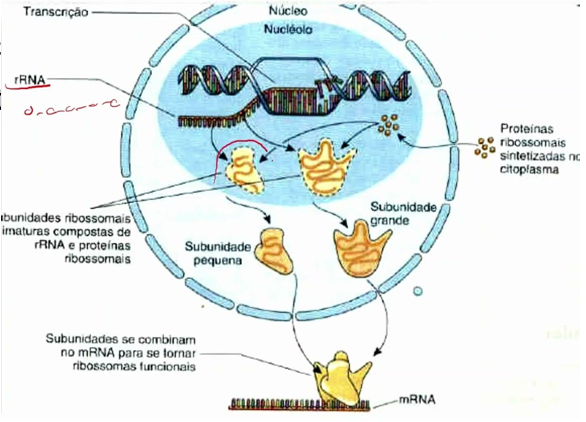 Transcrição
Núcleo
Nucléolo
rRNA
Proteínas
ribossomais
sintetizadas no
citoplasma
ubunidades ribossomais
imaturas compostas de
rRNA e proteínas
ribossomais
Subunidade
grande
Subunidade
pequena
Subunidades se combinam
no mRNA para se tornar
ribossomas funcionais
mRNA